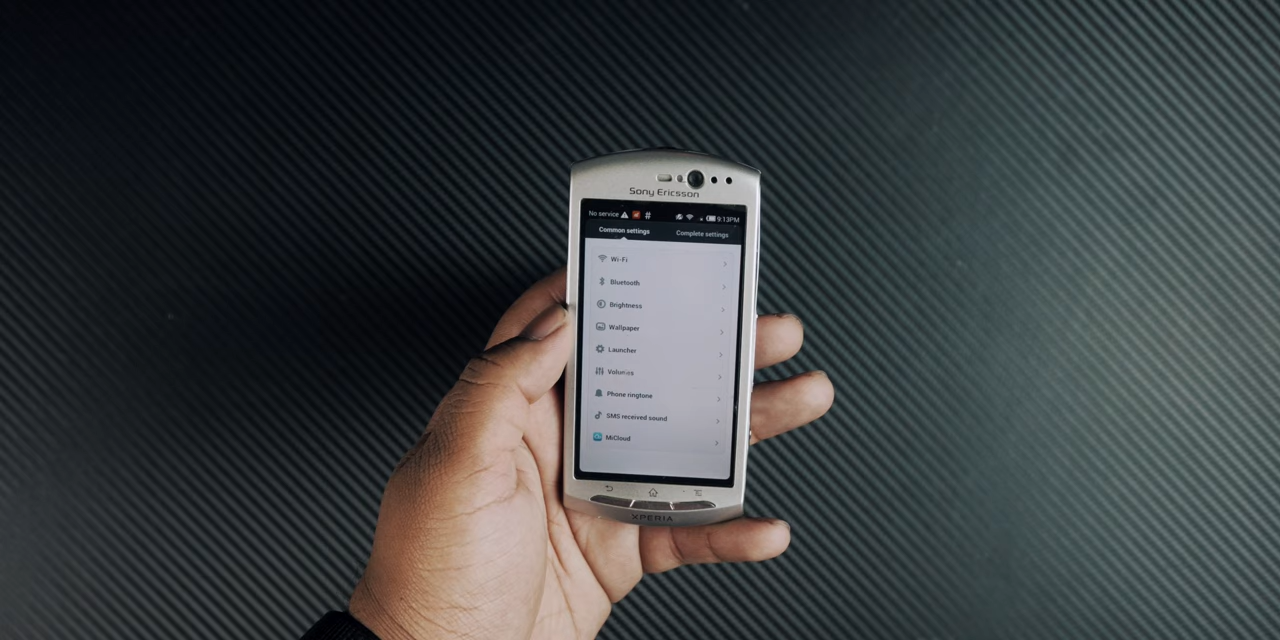 Sony Ericsson
No service # 9:13PM
Common settings Complete settings
Wi-Fi
Bluetooth
Brightness
Wallpaper
Launcher
Volumes
Phone ringtone
SMS received sound
MiCloud
XPERIA